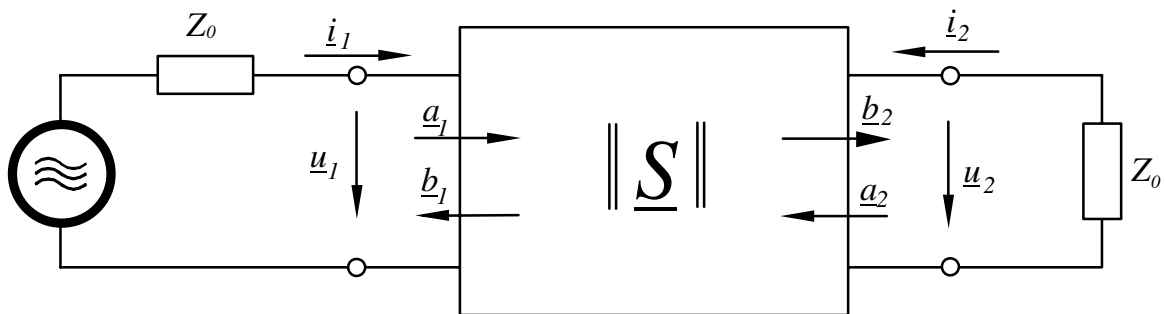 Z₀
i₁
i₂
a₁
b₂
u₁
‖S‖
u₂
Z₀
b₁
a₂